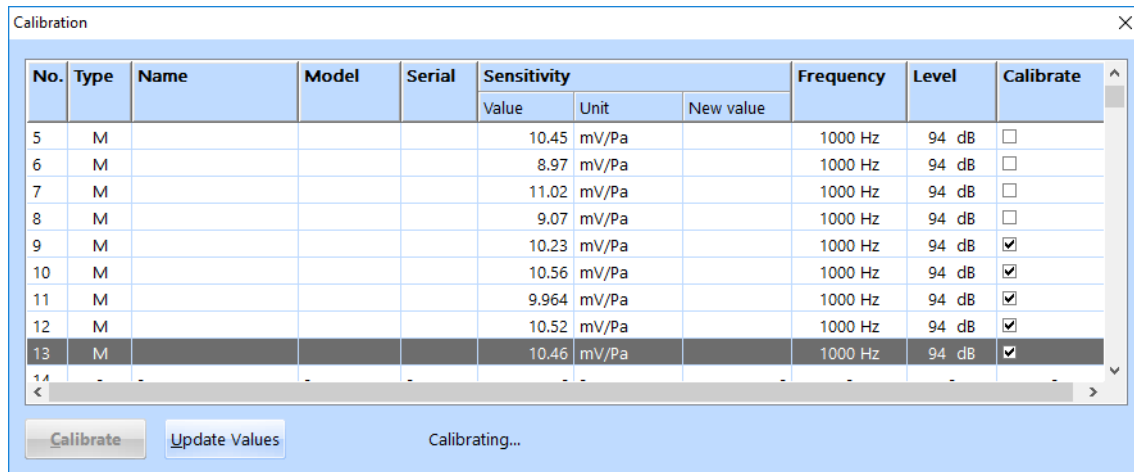 Calibration
No. Type Name Model Serial Sensitivity Frequency Level Calibrate
Value Unit New value
5 M 10.45 mV/Pa 1000 Hz 94 dB
6 M 8.97 mV/Pa 1000 Hz 94 dB
7 M 11.02 mV/Pa 1000 Hz 94 dB
8 M 9.07 mV/Pa 1000 Hz 94 dB
9 M 10.23 mV/Pa 1000 Hz 94 dB
10 M 10.56 mV/Pa 1000 Hz 94 dB
11 M 9.964 mV/Pa 1000 Hz 94 dB
12 M 10.52 mV/Pa 1000 Hz 94 dB
13 M 10.46 mV/Pa 1000 Hz 94 dB
14 - - - - - - - - - -
Calibrate Update Values Calibrating...